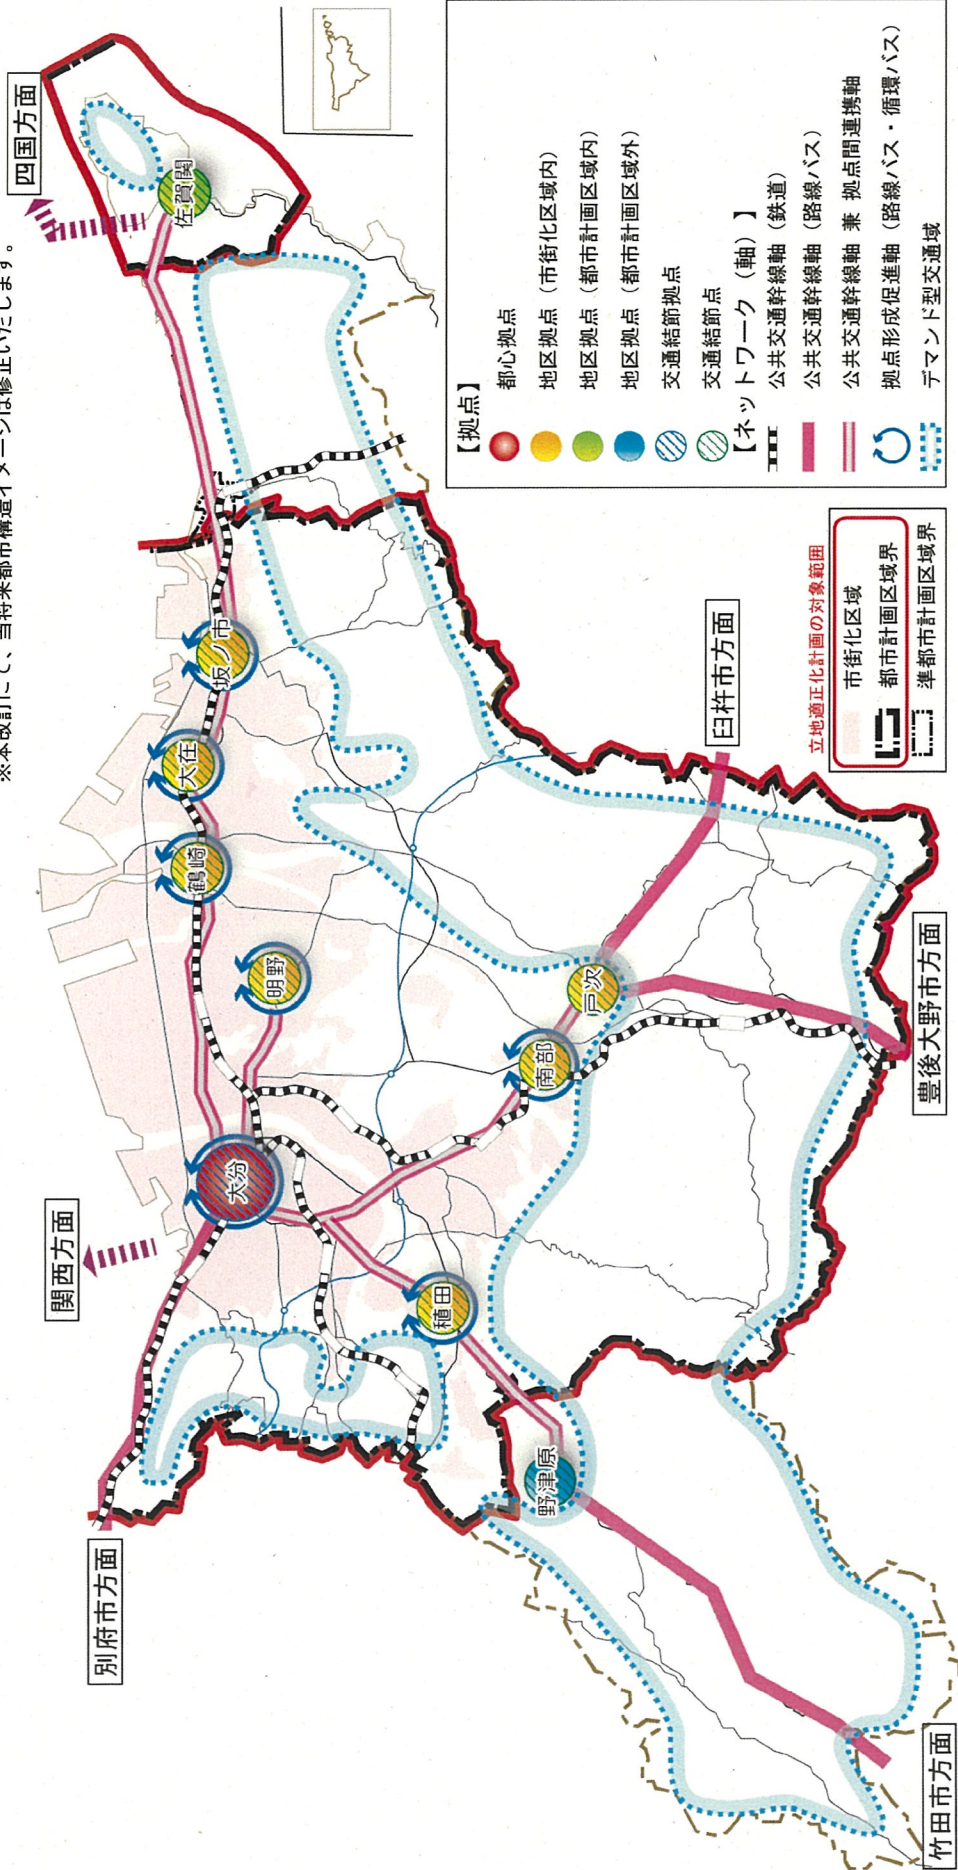 ※本改訂にて、当将来都市構造イメージは修正いたします。
四国方面
関西方面
別府市方面
佐賀関
坂ノ市
大在
鶴崎
明野
大分
稙田
南部
戸次
野津原
臼杵市方面
豊後大野市方面
竹田市方面
【拠点】
都心拠点
地区拠点（市街化区域内）
地区拠点（都市計画区域内）
地区拠点（都市計画区域外）
交通結節拠点
交通結節点
【ネットワーク（軸）】
公共交通幹線軸（鉄道）
公共交通幹線軸（路線バス）
公共交通幹線軸 兼 拠点間連携軸
拠点形成促進軸（路線バス・循環バス）
デマンド型交通域
立地適正化計画の対象範囲
市街化区域
都市計画区域界
準都市計画区域界